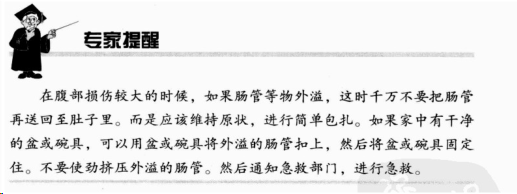 专家提醒
在腹部损伤较大的时候，如果肠管等物外溢，这时千万不要把肠管
再送回至肚子里。而是应该维持原状，进行简单包扎。如果家中有干净
的盆或碗具，可以用盆或碗具将外溢的肠管扣上，然后将盆或碗具固定
住。不要使劲挤压外溢的肠管。然后通知急救部门，进行急救。